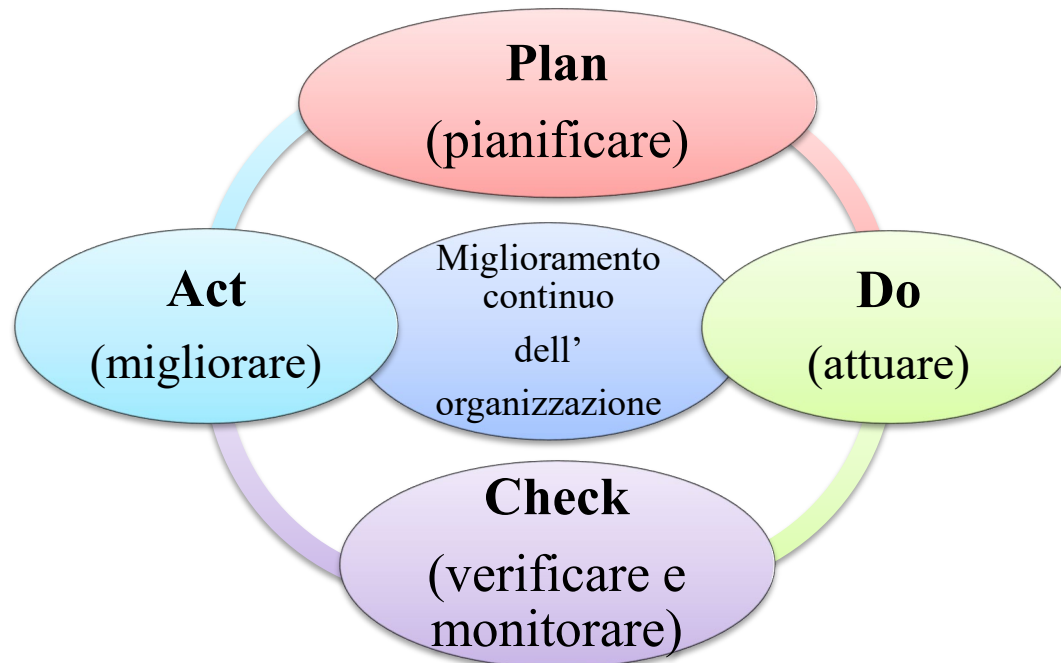 Plan
(pianificare)
Act
(migliorare)
Miglioramento
continuo
dell’
organizzazione
Do
(attuare)
Check
(verificare e
monitorare)